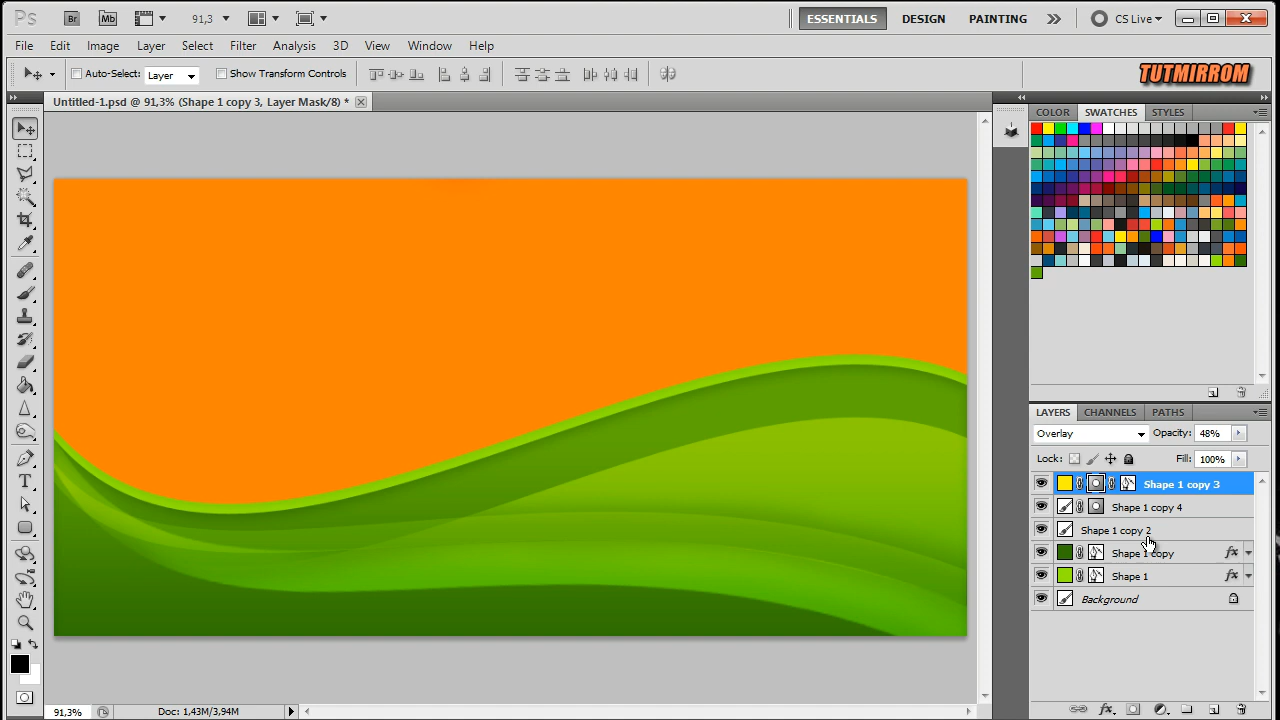 Ps Br Mb 91,3 ESSENTIALS DESIGN PAINTING CS Live
File Edit Image Layer Select Filter Analysis 3D View Window Help
Auto-Select: Layer Show Transform Controls TUTMIRROM
Untitled-1.psd @ 91,3% (Shape 1 copy 3, Layer Mask/8) *
COLOR SWATCHES STYLES
LAYERS CHANNELS PATHS
Overlay Opacity: 48%
Lock: Fill: 100%
Shape 1 copy 3
Shape 1 copy 4
Shape 1 copy 2
Shape 1 copy fx
Shape 1 fx
Background
T
91,3% Doc: 1,43M/3,94M fx